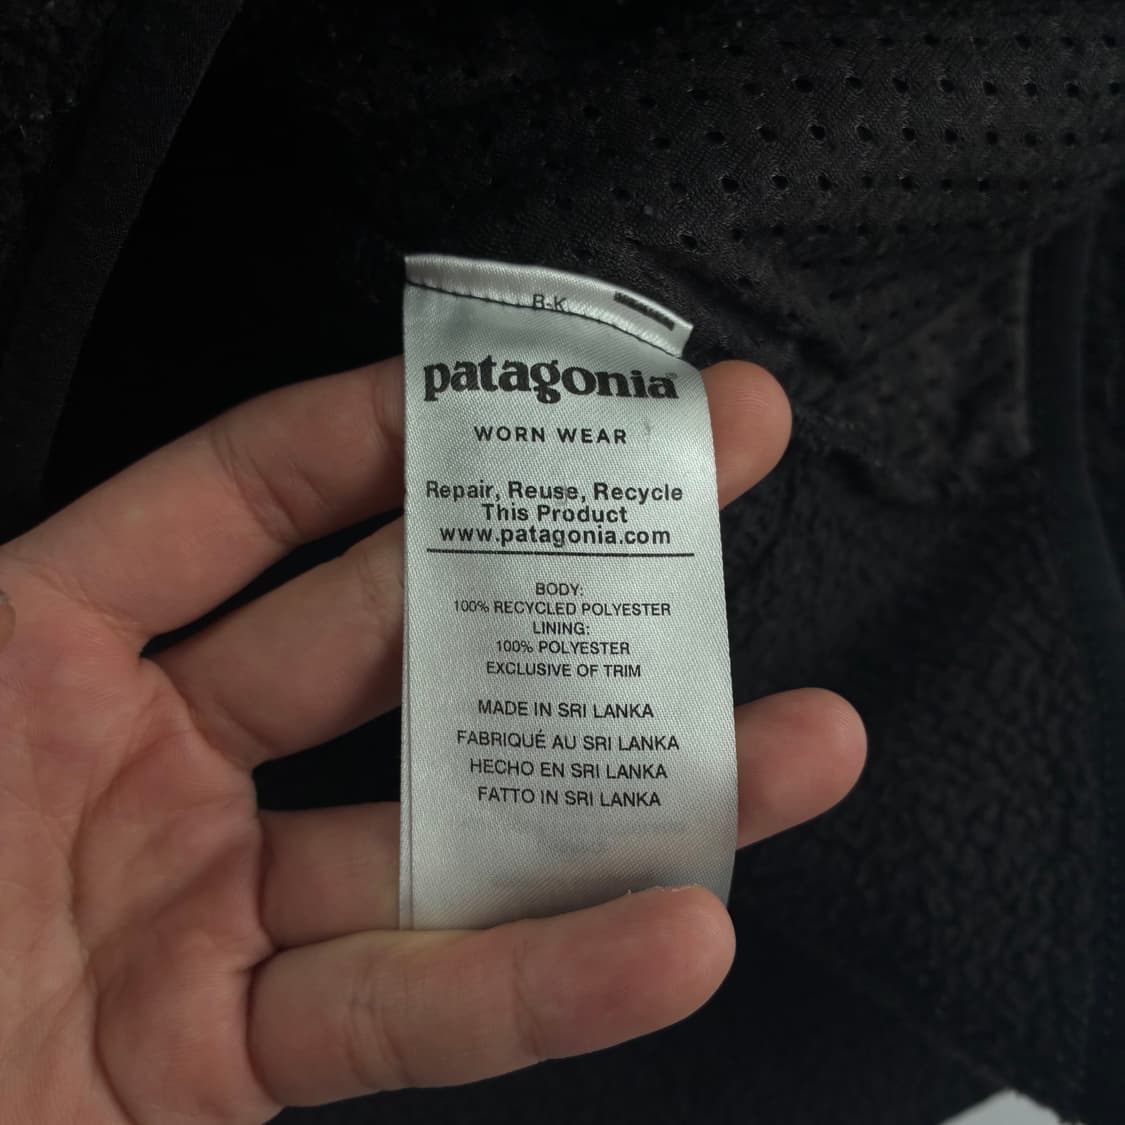 R-K
patagonia®
WORN WEAR
Repair, Reuse, Recycle
This Product
www.patagonia.com
BODY:
100% RECYCLED POLYESTER
LINING:
100% POLYESTER
EXCLUSIVE OF TRIM
MADE IN SRI LANKA
FABRIQUÉ AU SRI LANKA
HECHO EN SRI LANKA
FATTO IN SRI LANKA